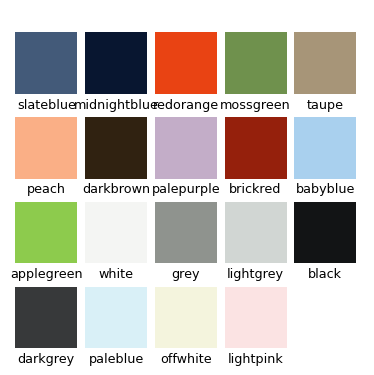 slateblue midnightblue redorange mossgreen taupe
peach darkbrown palepurple brickred babyblue
applegreen white grey lightgrey black
darkgrey paleblue offwhite lightpink